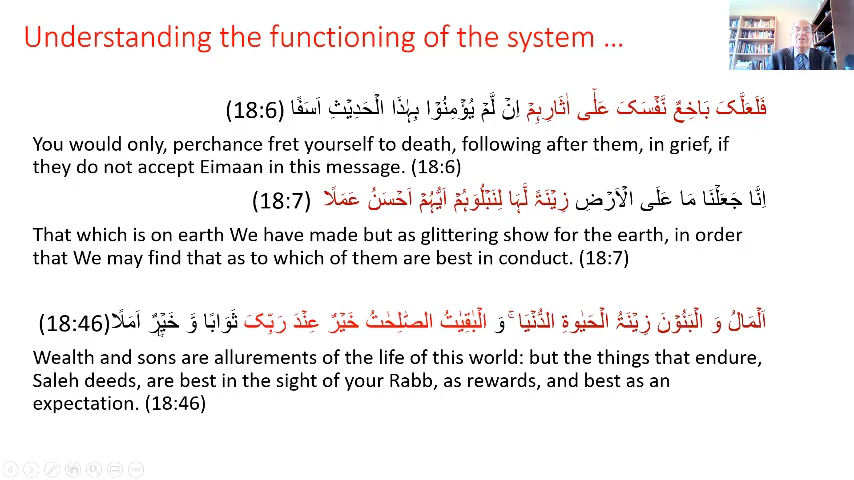 Understanding the functioning of the system …
فَلَعَلَّکَ بَاخِعٌ نَّفۡسَکَ عَلٰۤی اٰثَارِہِمۡ اِنۡ لَّمۡ یُؤۡمِنُوۡا بِہٰذَا الۡحَدِیۡثِ اَسَفًا (18:6)
You would only, perchance fret yourself to death, following after them, in grief, if
they do not accept Eimaan in this message. (18:6)
اِنَّا جَعَلۡنَا مَا عَلَی الۡاَرۡضِ زِیۡنَۃً لَّہَا لِنَبۡلُوَہُمۡ اَیُّہُمۡ اَحۡسَنُ عَمَلًا (18:7)
That which is on earth We have made but as glittering show for the earth, in order
that We may find that as to which of them are best in conduct. (18:7)
اَلۡمَالُ وَ الۡبَنُوۡنَ زِیۡنَۃُ الۡحَیٰوۃِ الدُّنۡیَا ۚ وَ الۡبٰقِیٰتُ الصّٰلِحٰتُ خَیۡرٌ عِنۡدَ رَبِّکَ ثَوَابًا وَّ خَیۡرٌ اَمَلًا (18:46)
Wealth and sons are allurements of the life of this world: but the things that endure,
Saleh deeds, are best in the sight of your Rabb, as rewards, and best as an
expectation. (18:46)